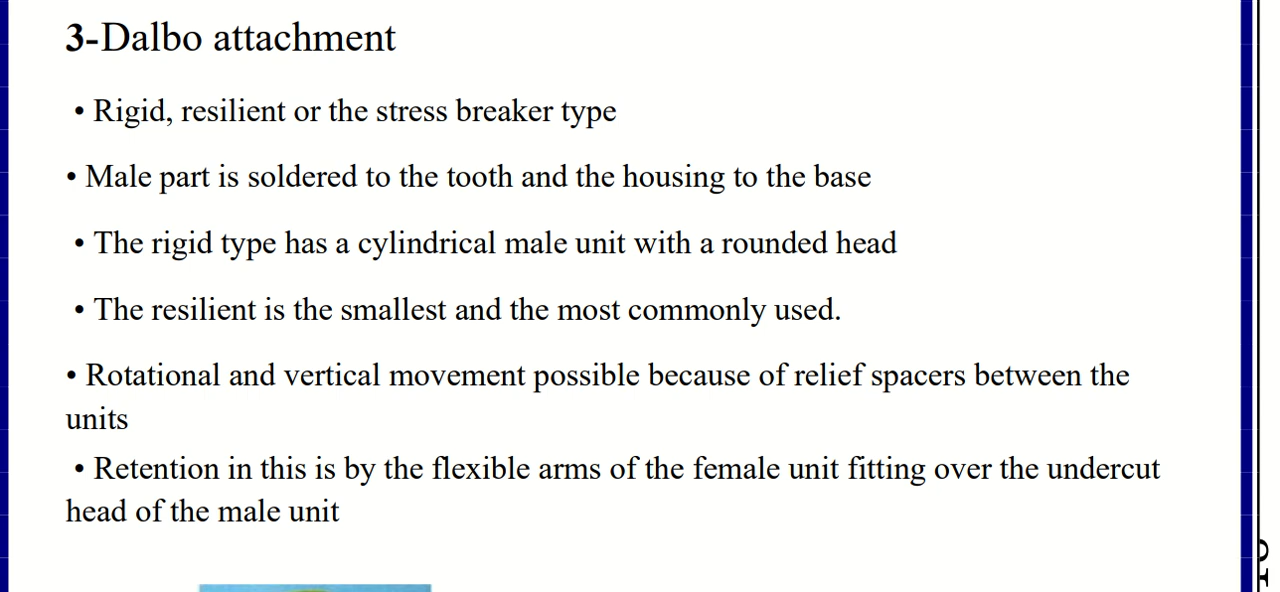 3-Dalbo attachment
• Rigid, resilient or the stress breaker type
• Male part is soldered to the tooth and the housing to the base
• The rigid type has a cylindrical male unit with a rounded head
• The resilient is the smallest and the most commonly used.
• Rotational and vertical movement possible because of relief spacers between the
units
• Retention in this is by the flexible arms of the female unit fitting over the undercut
head of the male unit